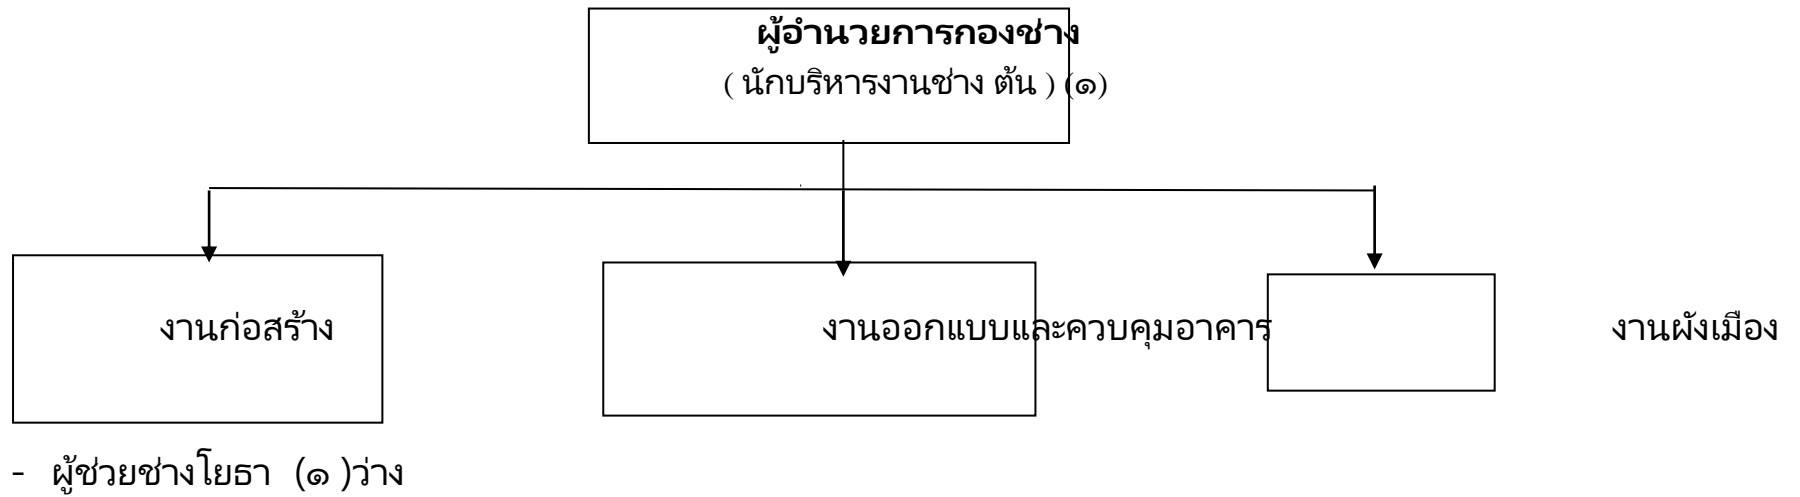 ผู้อำนวยการกองช่าง
( นักบริหารงานช่าง ต้น ) (๑)
งานก่อสร้าง งานออกแบบและควบคุมอาคาร งานผังเมือง
- ผู้ช่วยช่างโยธา (๑ )ว่าง